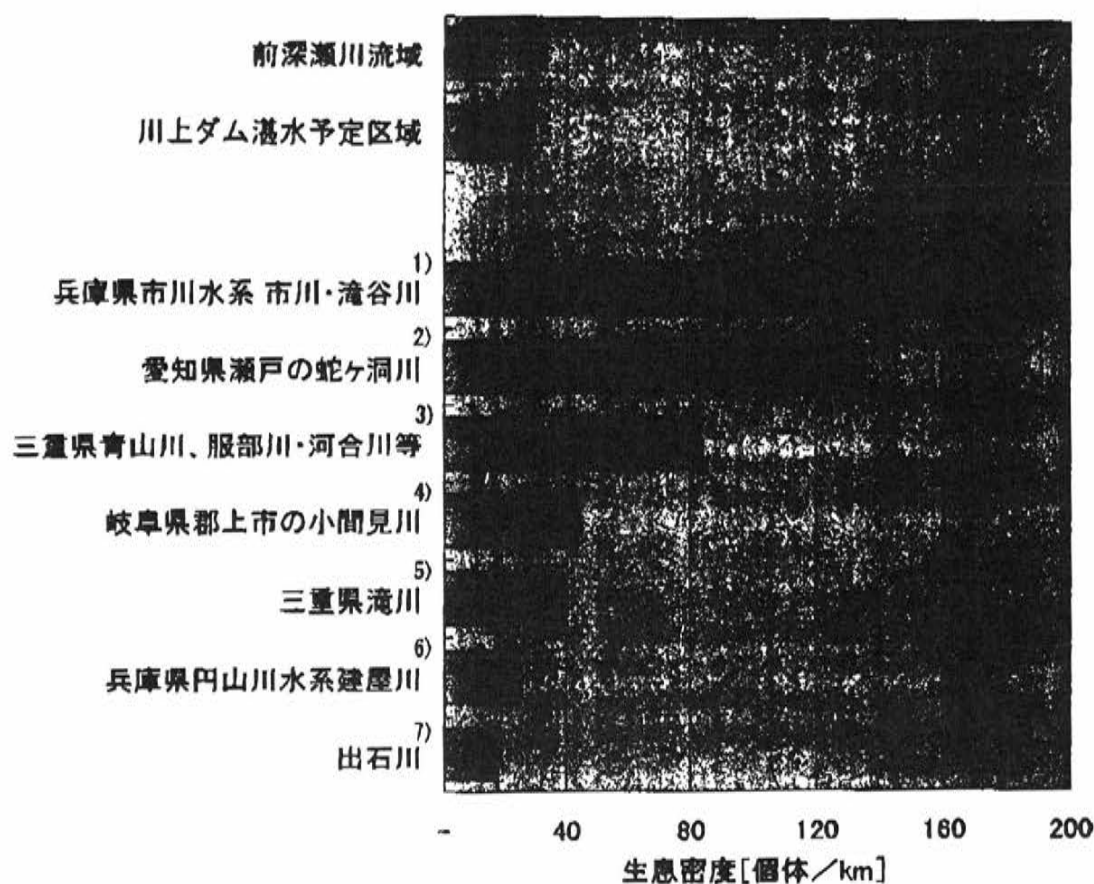 前深瀬川流域
川上ダム湛水予定区域
1)
兵庫県市川水系 市川・滝谷川
2)
愛知県瀬戸の蛇ヶ洞川
3)
三重県青山川、服部川・河合川等
4)
岐阜県郡上市の小間見川
5)
三重県滝川
6)
兵庫県円山川水系建屋川
7)
出石川
- 40 80 120 160 200
生息密度[個体/km]